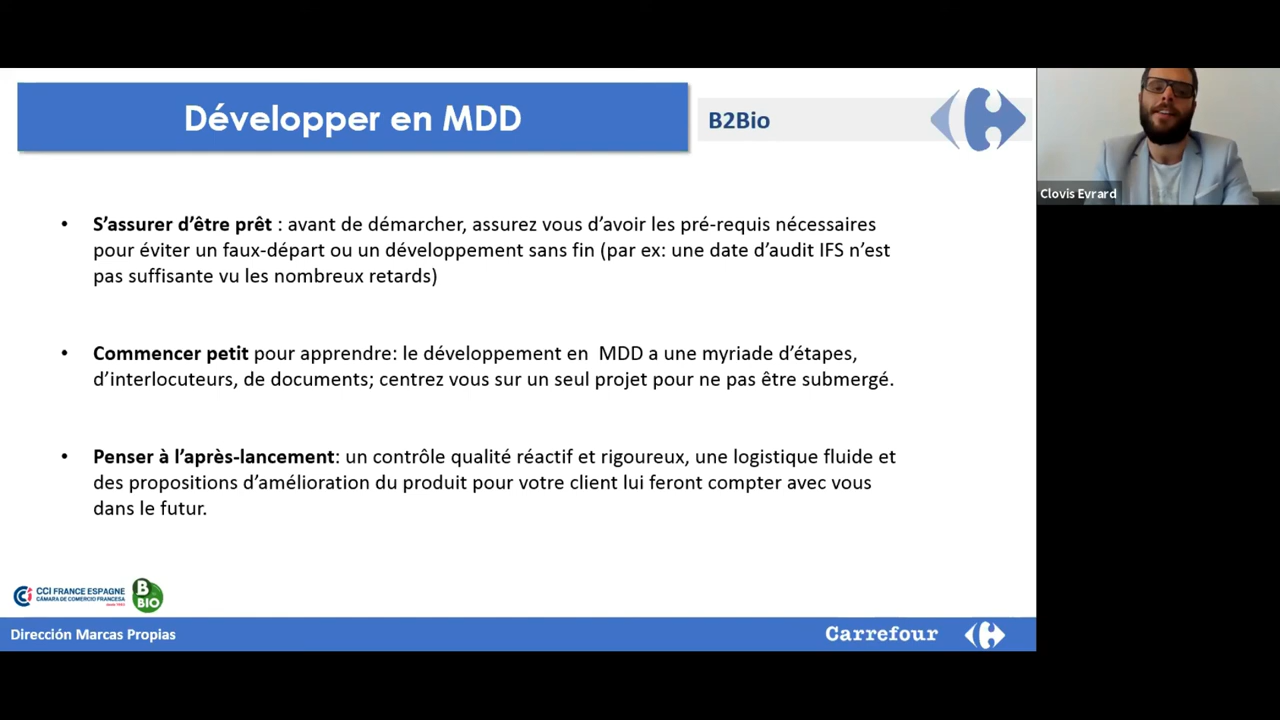 Développer en MDD
B2Bio
Clovis Evrard
• S'assurer d'être prêt : avant de démarcher, assurez vous d'avoir les pré-requis nécessaires
pour éviter un faux-départ ou un développement sans fin (par ex: une date d'audit IFS n'est
pas suffisante vu les nombreux retards)
• Commencer petit pour apprendre: le développement en MDD a une myriade d'étapes,
d'interlocuteurs, de documents; centrez vous sur un seul projet pour ne pas être submergé.
• Penser à l'après-lancement: un contrôle qualité réactif et rigoureux, une logistique fluide et
des propositions d'amélioration du produit pour votre client lui feront compter avec vous
dans le futur.
CCI FRANCE ESPAGNE
CÁMARA DE COMERCIO FRANCESA
B
BIO
Dirección Marcas Propias
Carrefour